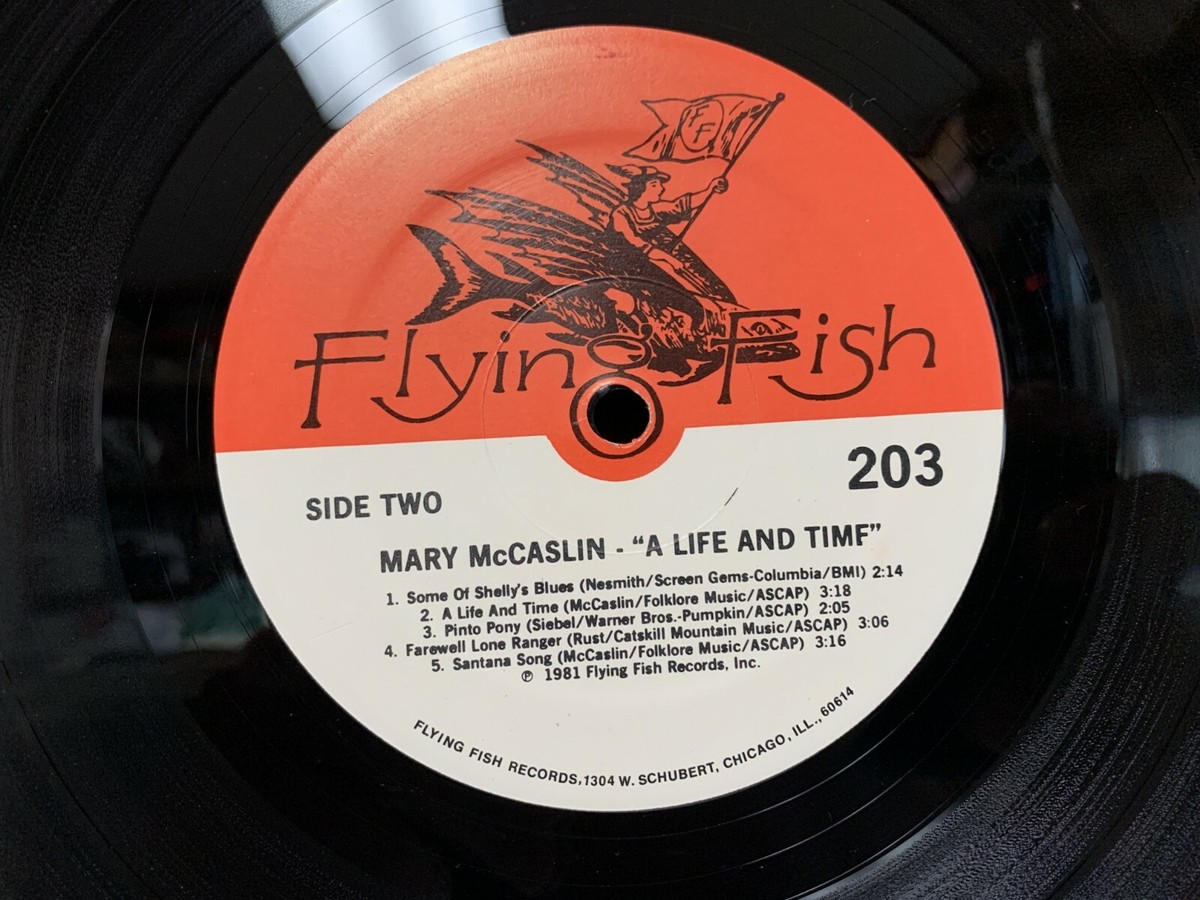 FF
Flying Fish
203
SIDE TWO
MARY McCASLIN - "A LIFE AND TIME"
1. Some Of Shelly's Blues (Nesmith/Screen Gems-Columbia/BMI) 2:14
2. A Life And Time (McCaslin/Folklore Music/ASCAP) 3:18
3. Pinto Pony (Siebel/Warner Bros.-Pumpkin/ASCAP) 2:05
4. Farewell Lone Ranger (Rust/Catskill Mountain Music/ASCAP) 3:06
5. Santana Song (McCaslin/Folklore Music/ASCAP) 3:16
℗ 1981 Flying Fish Records, Inc.
FLYING FISH RECORDS,1304 W. SCHUBERT, CHICAGO, ILL., 60614